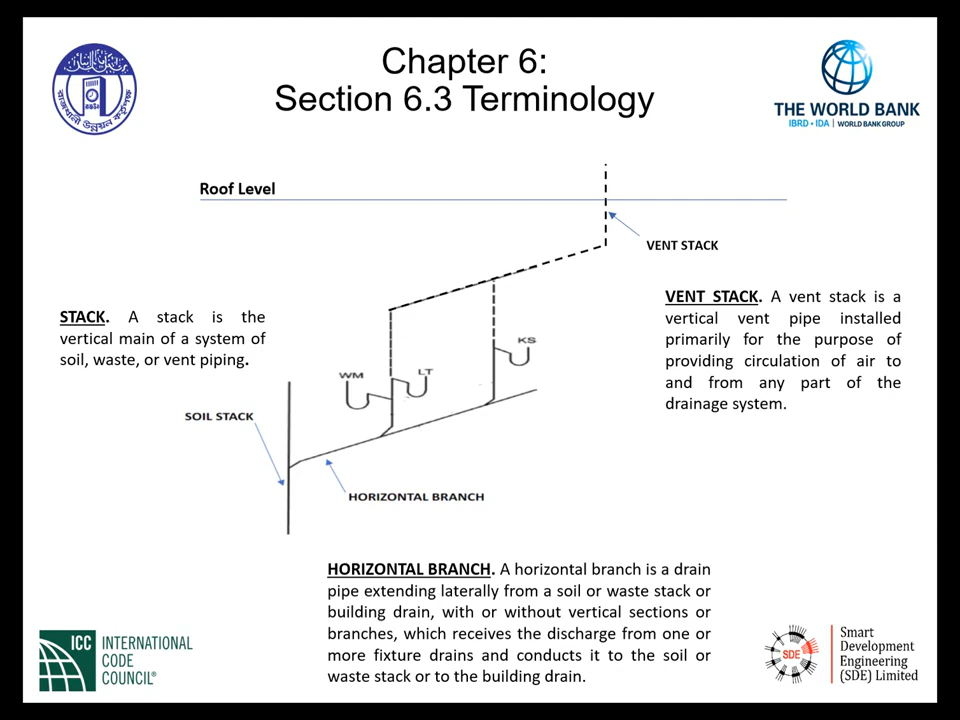 Chapter 6:
Section 6.3 Terminology
THE WORLD BANK
IBRD • IDA | WORLD BANK GROUP
Roof Level
VENT STACK
STACK. A stack is the
vertical main of a system of
soil, waste, or vent piping.
VENT STACK. A vent stack is a
vertical vent pipe installed
primarily for the purpose of
providing circulation of air to
and from any part of the
drainage system.
KS
WM
LT
SOIL STACK
HORIZONTAL BRANCH
HORIZONTAL BRANCH. A horizontal branch is a drain
pipe extending laterally from a soil or waste stack or
building drain, with or without vertical sections or
branches, which receives the discharge from one or
more fixture drains and conducts it to the soil or
waste stack or to the building drain.
ICC
INTERNATIONAL
CODE
COUNCIL®
SDE
Smart
Development
Engineering
(SDE) Limited